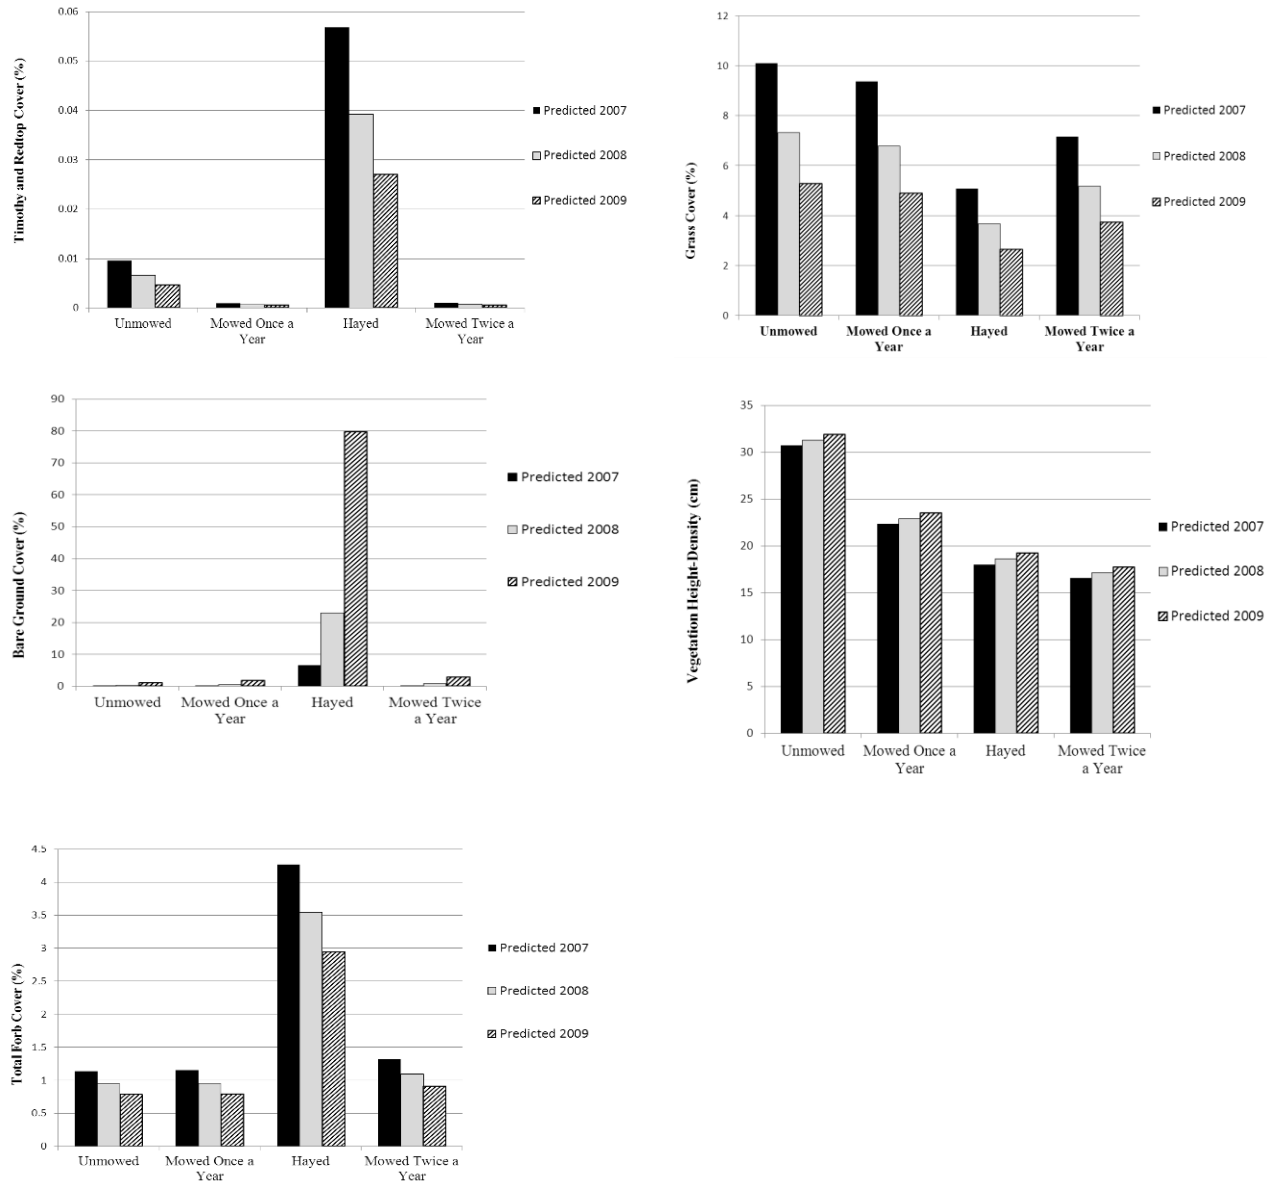 Timothy and Redtop Cover (%)
0.06
0.05
0.04
0.03
0.02
0.01
0
Unmowed
Mowed Once a
Year
Hayed
Mowed Twice a
Year
Predicted 2007
Predicted 2008
Predicted 2009
Grass Cover (%)
12
10
8
6
4
2
0
Unmowed
Mowed Once a
Year
Hayed
Mowed Twice a
Year
Predicted 2007
Predicted 2008
Predicted 2009
Bare Ground Cover (%)
90
80
70
60
50
40
30
20
10
0
Unmowed
Mowed Once a
Year
Hayed
Mowed Twice
a Year
Predicted 2007
Predicted 2008
Predicted 2009
Vegetation Height-Density (cm)
35
30
25
20
15
10
5
0
Unmowed
Mowed Once a
Year
Hayed
Mowed Twice
a Year
Predicted 2007
Predicted 2008
Predicted 2009
Total Forb Cover (%)
4.5
4
3.5
3
2.5
2
1.5
1
0.5
0
Unmowed
Mowed Once a
Year
Hayed
Mowed Twice a
Year
Predicted 2007
Predicted 2008
Predicted 2009